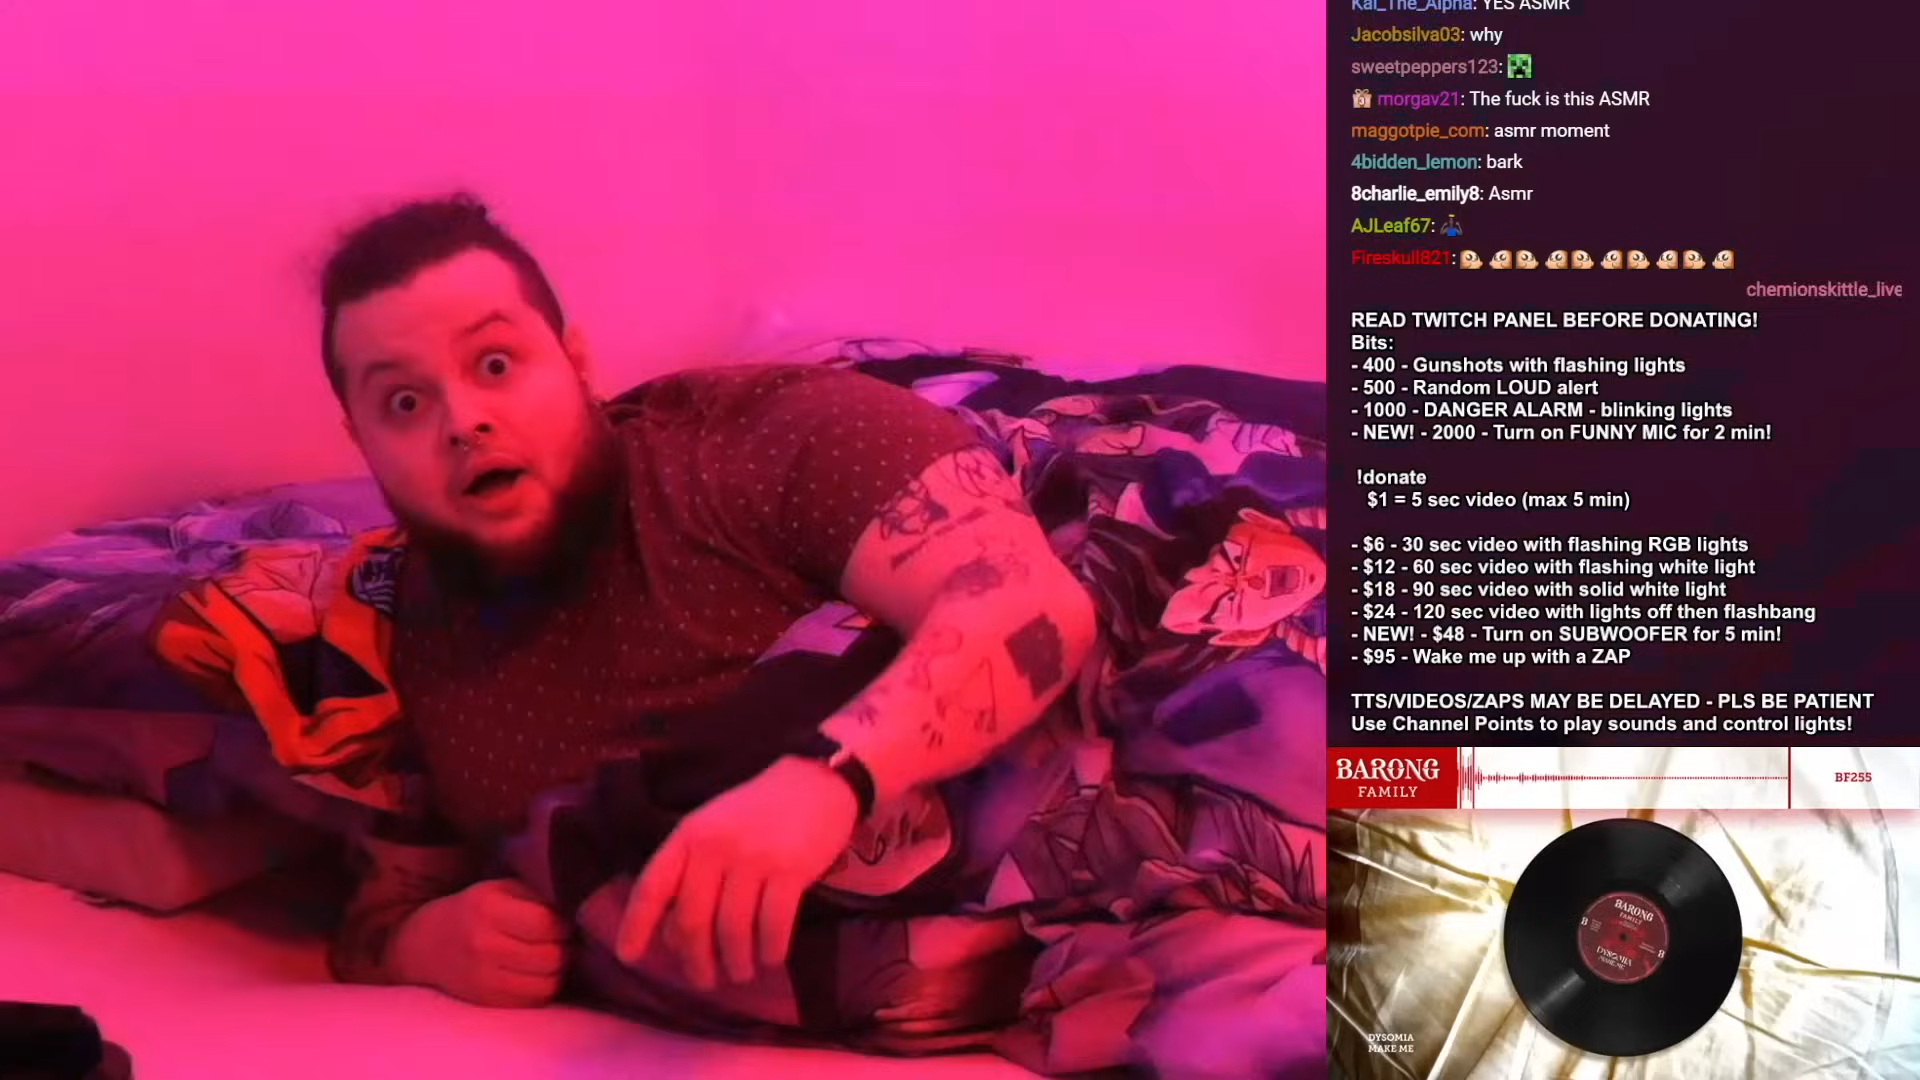 Kai_The_Alpha: YES ASMR
Jacobsilva03: why
sweetpeppers123:
morgav21: The fuck is this ASMR
maggotpie_com: asmr moment
4bidden_lemon: bark
8charlie_emily8: Asmr
AJLeaf67:
Fireskull821:
chemionskittle_live
READ TWITCH PANEL BEFORE DONATING!
Bits:
- 400 - Gunshots with flashing lights
- 500 - Random LOUD alert
- 1000 - DANGER ALARM - blinking lights
- NEW! - 2000 - Turn on FUNNY MIC for 2 min!
!donate
$1 = 5 sec video (max 5 min)
- $6 - 30 sec video with flashing RGB lights
- $12 - 60 sec video with flashing white light
- $18 - 90 sec video with solid white light
- $24 - 120 sec video with lights off then flashbang
- NEW! - $48 - Turn on SUBWOOFER for 5 min!
- $95 - Wake me up with a ZAP
TTS/VIDEOS/ZAPS MAY BE DELAYED - PLS BE PATIENT
Use Channel Points to play sounds and control lights!
BARONG
FAMILY
BF255
BARONG
FAMILY
B
B
DYSOMIA
MAKE ME
DYSOMIA
MAKE ME